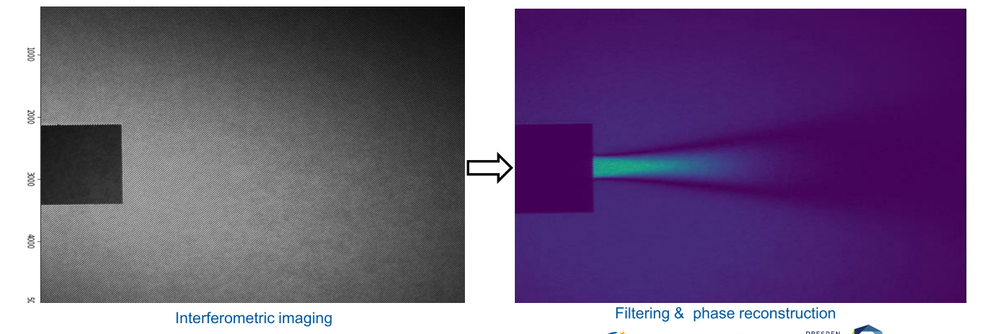 1000
2000
3000
4000
Interferometric imaging
Filtering & phase reconstruction
DRESDEN